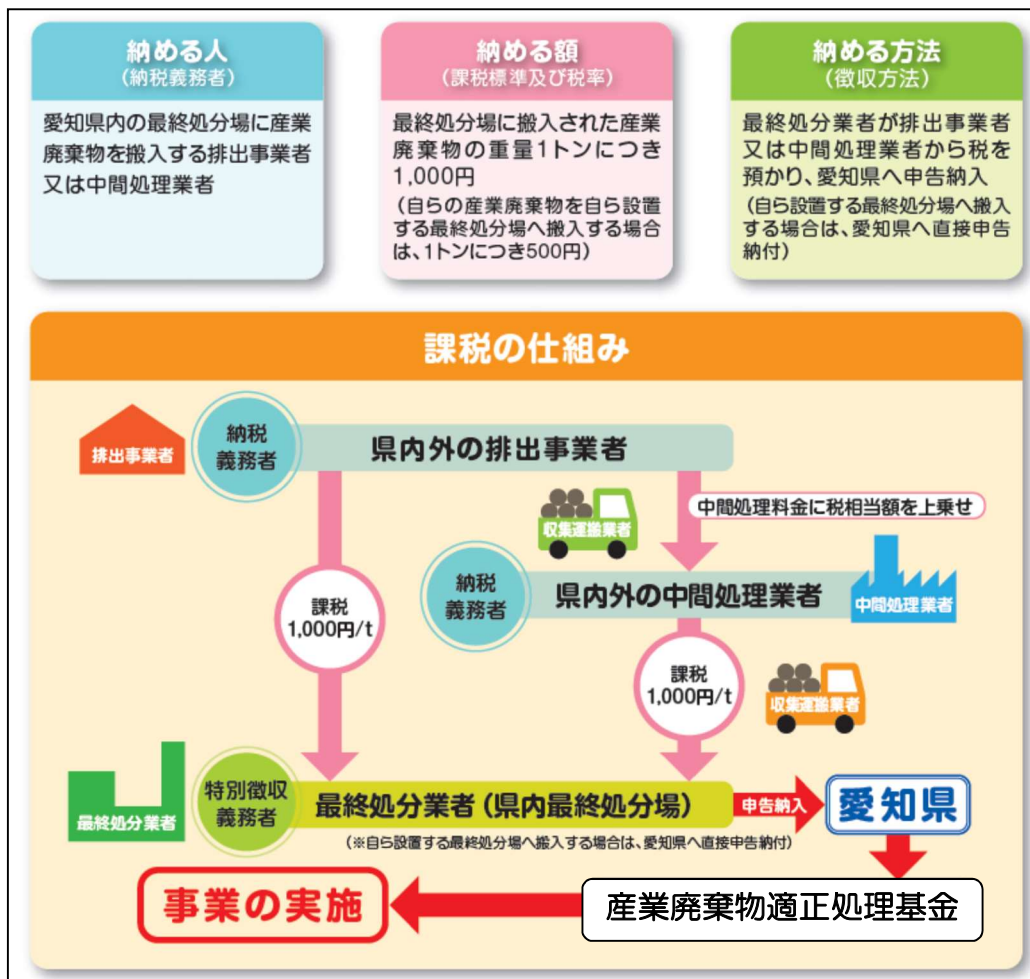 納める人
(納税義務者)
愛知県内の最終処分場に産業
廃棄物を搬入する排出事業者
又は中間処理業者
納める額
(課税標準及び税率)
最終処分場に搬入された産業
廃棄物の重量1トンにつき
1,000円
(自らの産業廃棄物を自ら設置
する最終処分場へ搬入する場合
は、1トンにつき500円)
納める方法
(徴収方法)
最終処分業者が排出事業者
又は中間処理業者から税を
預かり、愛知県へ申告納入
(自ら設置する最終処分場へ搬入
する場合は、愛知県へ直接申告
納付)
課税の仕組み
排出事業者
納税
義務者
県内外の排出事業者
収集運搬業者
中間処理料金に税相当額を上乗せ
納税
義務者
県内外の中間処理業者
中間処理業者
課税
1,000円/t
課税
1,000円/t
収集運搬業者
最終処分業者
特別徴収
義務者
最終処分業者(県内最終処分場)
申告納入
愛知県
(※自ら設置する最終処分場へ搬入する場合は、愛知県へ直接申告納付)
事業の実施
産業廃棄物適正処理基金